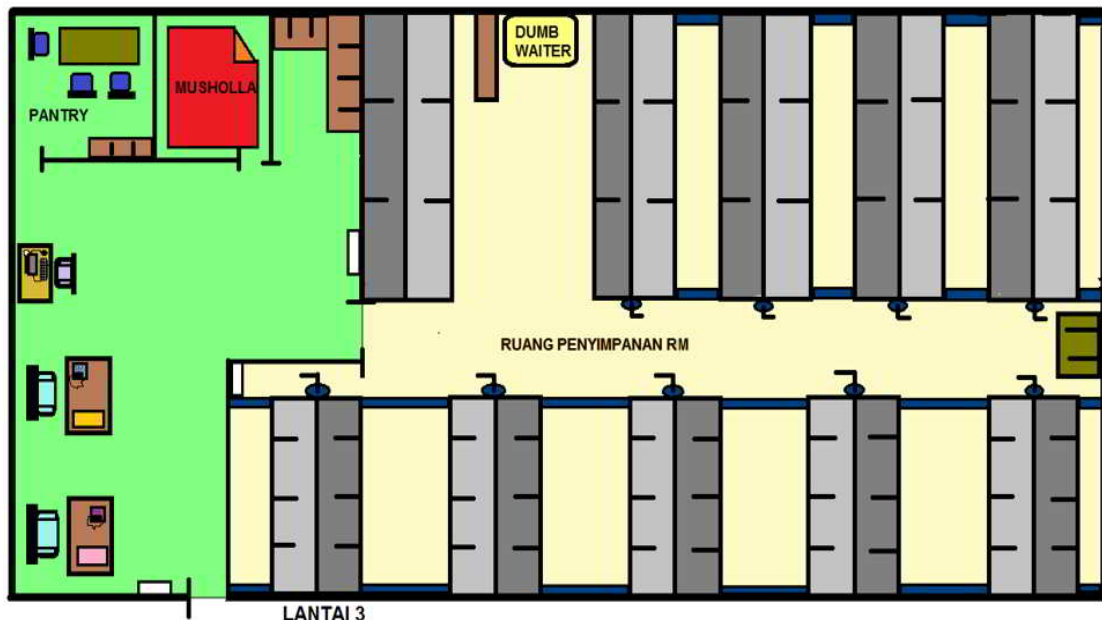 DUMB
WAITER
MUSHOLLA
PANTRY
RUANG PENYIMPANAN RM
LANTAI 3